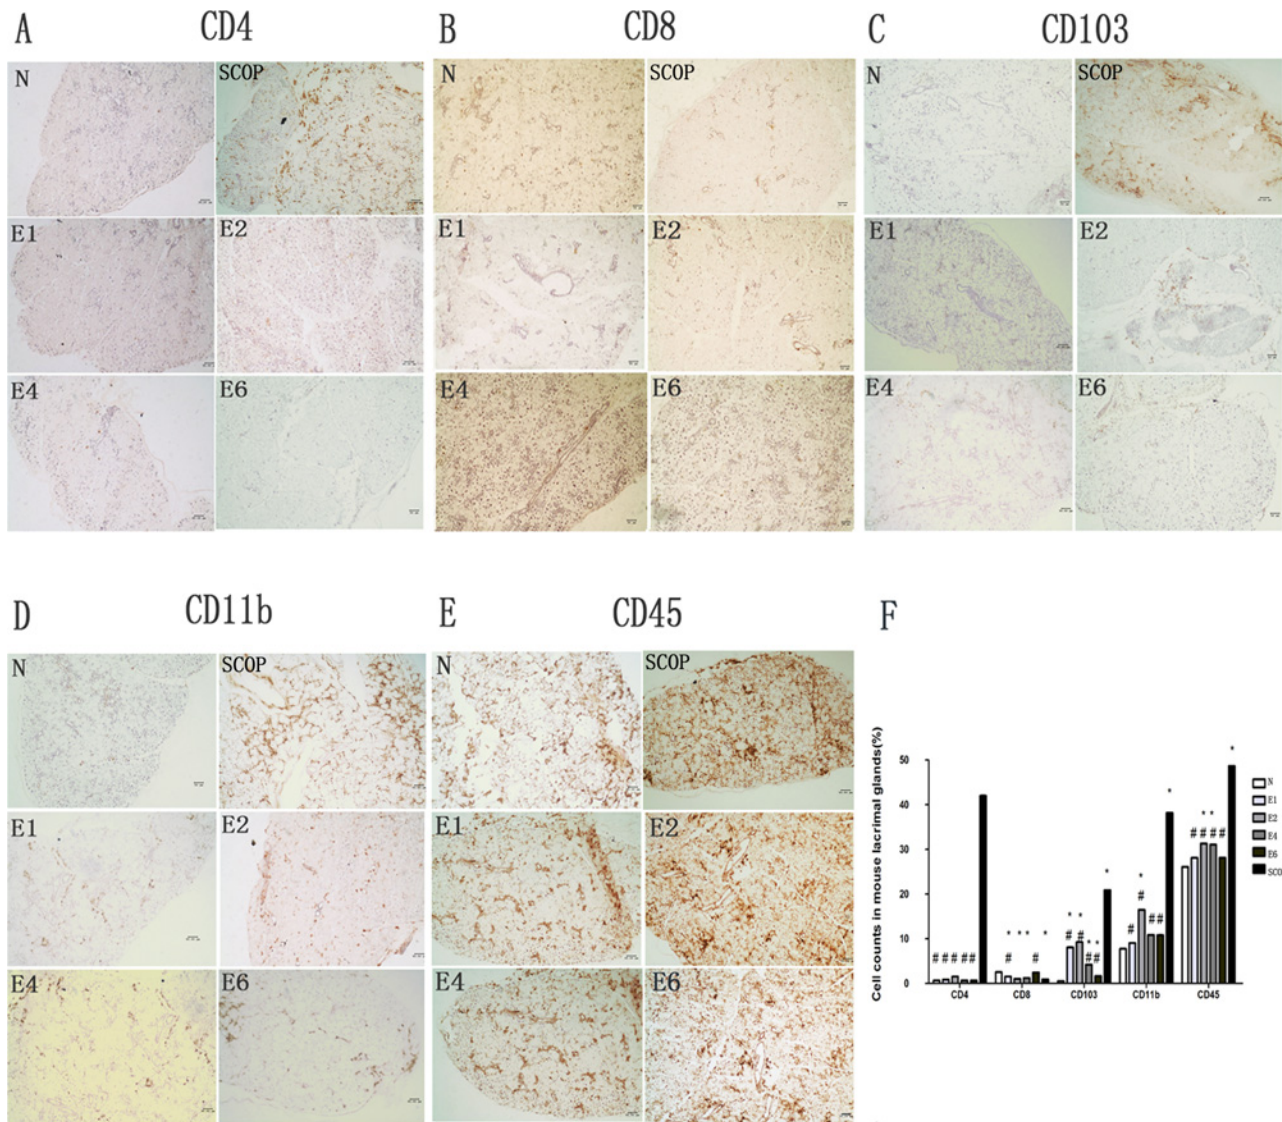 A CD4
N SCOP
E1 E2
E4 E6
B CD8
N SCOP
E1 E2
E4 E6
C CD103
N SCOP
E1 E2
E4 E6
D CD11b
N SCOP
E1 E2
E4 E6
E CD45
N SCOP
E1 E2
E4 E6
F
Cell counts in mouse lacrimal glands(%)
50
40
30
20
10
0
*
* * * *
# # # # #
* * * * *
# #
* * * * *
# # # #
* *
# # # #
* * *
# # # #
CD4 CD8 CD103 CD11b CD45
N
E1
E2
E4
E6
SCO